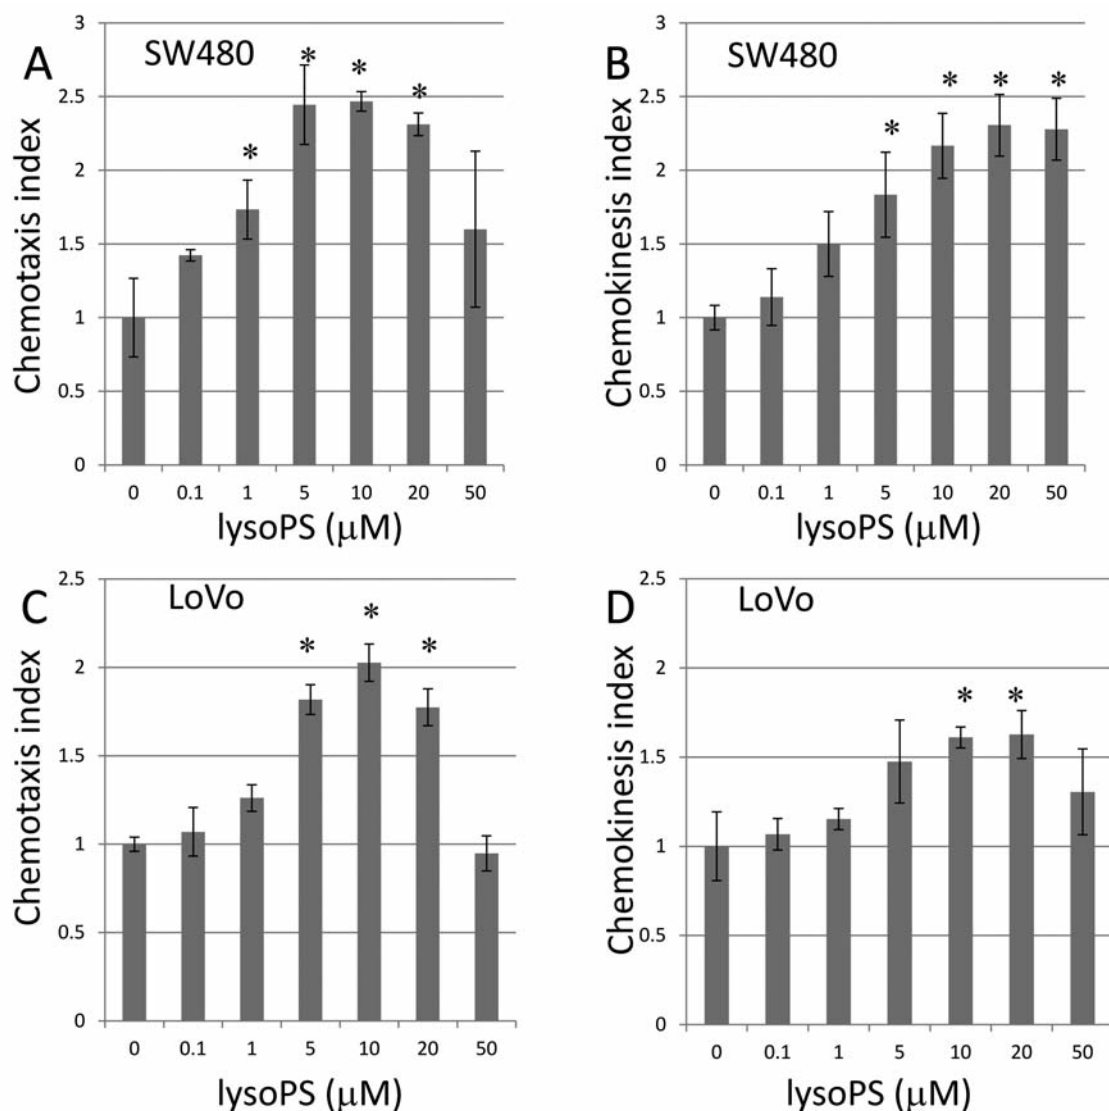 A
SW480
Chemotaxis index
3
2.5
2
1.5
1
0.5
0
* * * *
0 0.1 1 5 10 20 50
lysoPS (μM)
B
SW480
Chemokinesis index
3
2.5
2
1.5
1
0.5
0
* * * *
0 0.1 1 5 10 20 50
lysoPS (μM)
C
LoVo
Chemotaxis index
2.5
2
1.5
1
0.5
0
* * *
0 0.1 1 5 10 20 50
lysoPS (μM)
D
LoVo
Chemokinesis index
2.5
2
1.5
1
0.5
0
* *
0 0.1 1 5 10 20 50
lysoPS (μM)